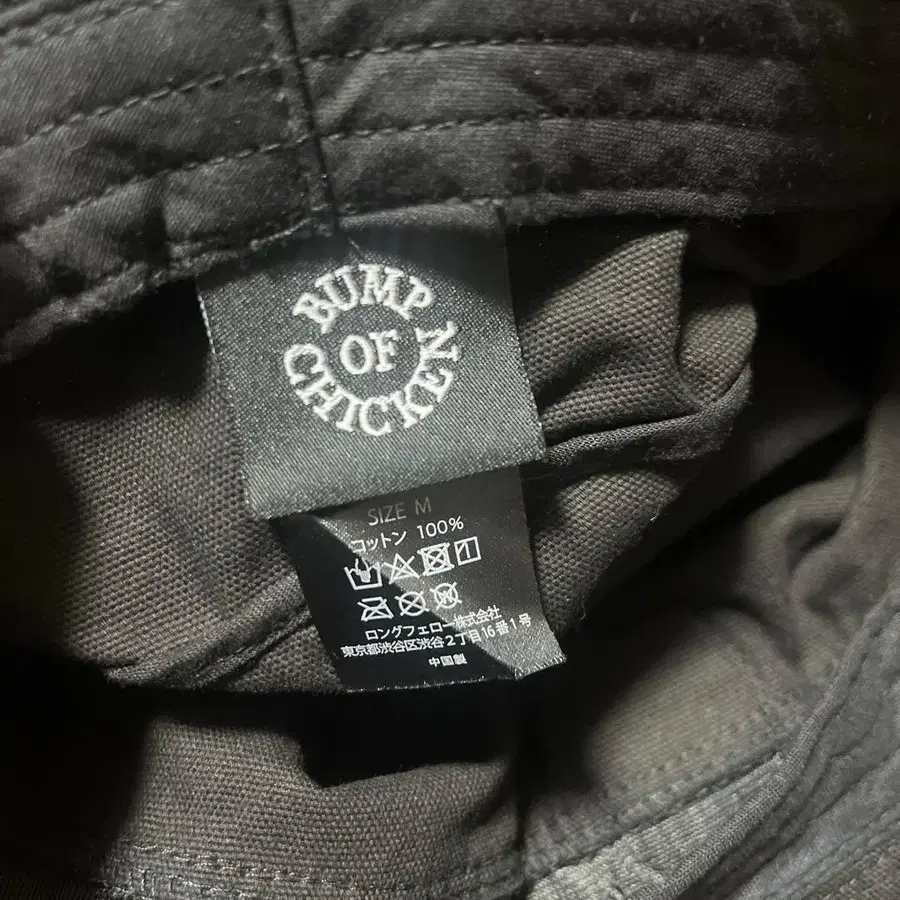 BUMP
OF
CHICKEN
SIZE M
コットン 100%
ロングフェロー株式会社
東京都渋谷区渋谷2丁目16番1号
中国製